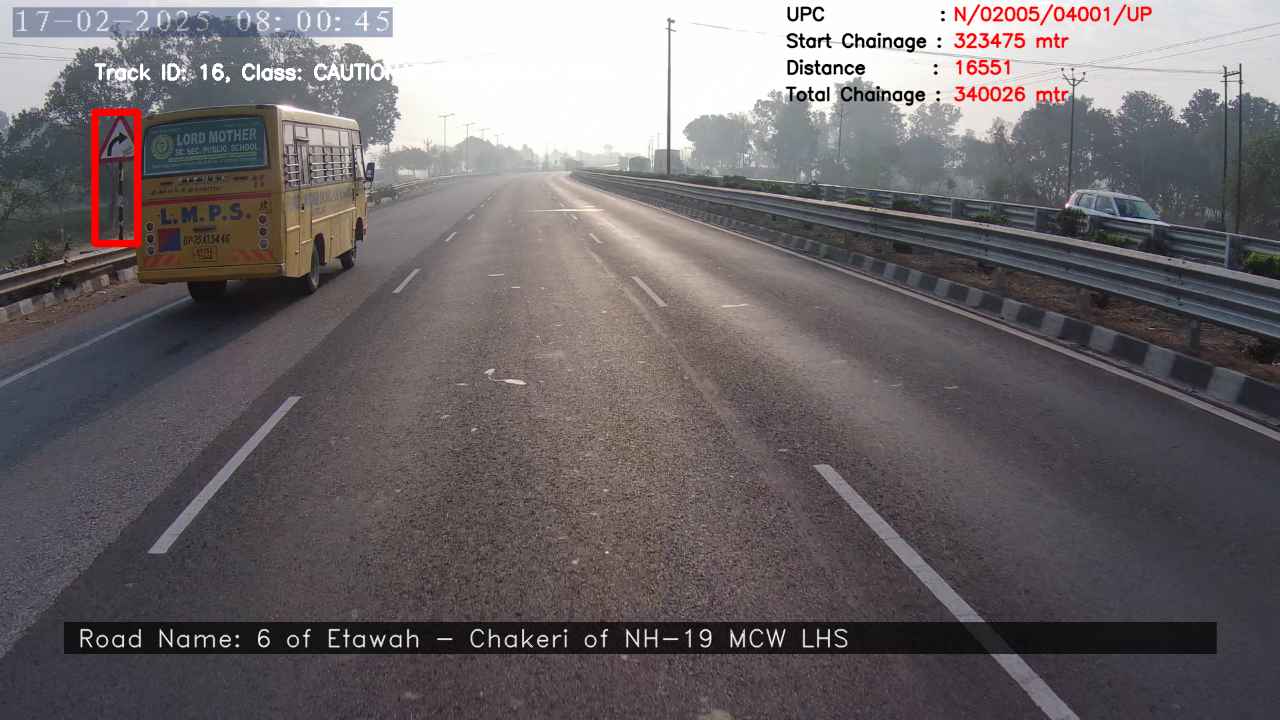 17-02-2025 08:00:45
UPC : N/02005/04001/UP
Start Chainage : 323475 mtr
Distance : 16551
Total Chainage : 340026 mtr
Track ID: 16, Class: CAUTION
LORD MOTHER
SR. SEC. PUBLIC SCHOOL
L.M.P.S.
Road Name: 6 of Etawah - Chakeri of NH-19 MCW LHS